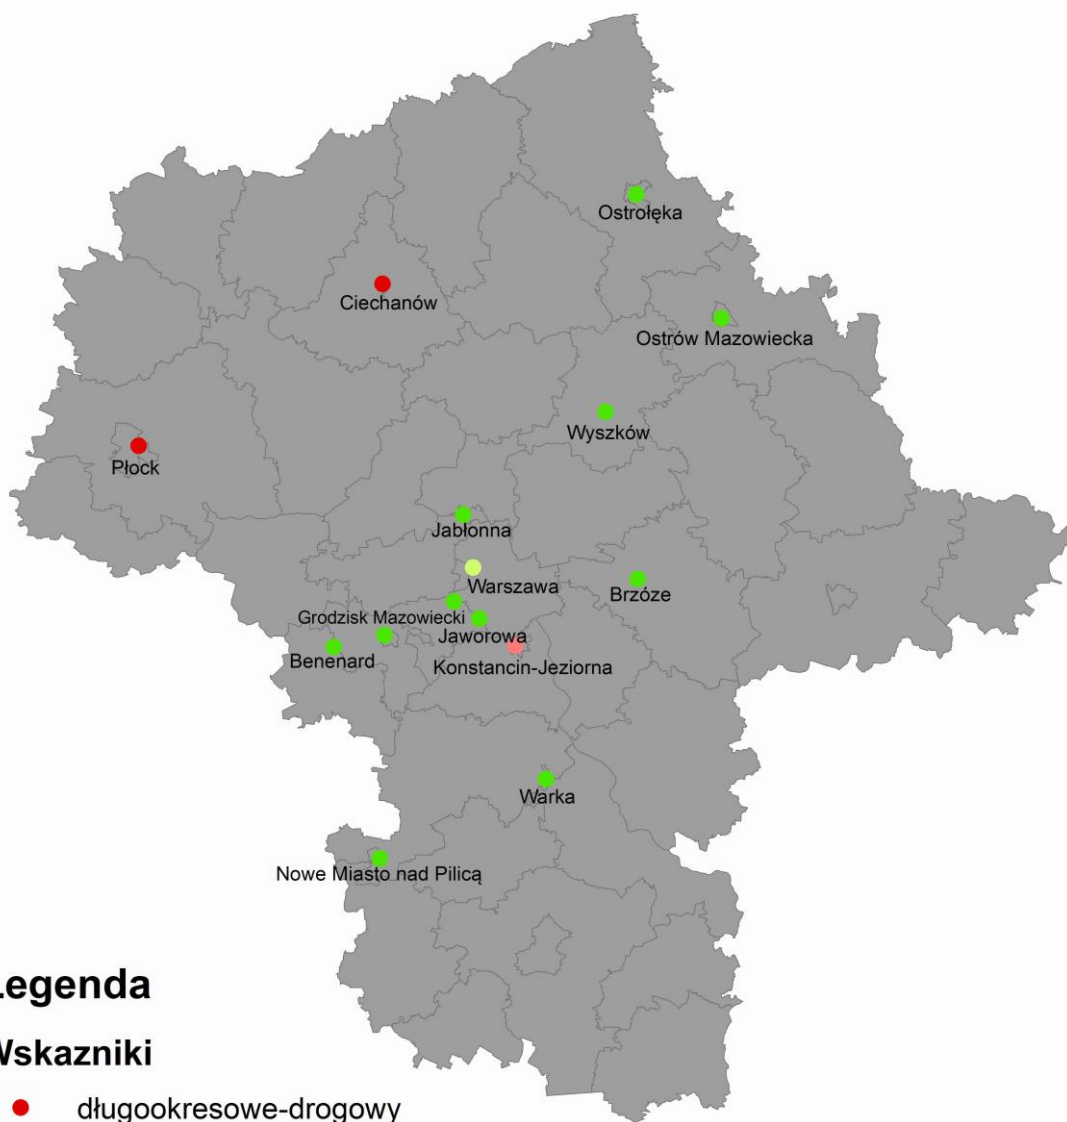 Ostrołęka
Ciechanów
Ostrów Mazowiecka
Wyszków
Płock
Jabłonna
Warszawa
Brzóze
Grodzisk Mazowiecki
Jaworowa
Benenard
Konstancin-Jeziorna
Warka
Nowe Miasto nad Pilicą
Legenda
Wskazniki
długookresowe-drogowy